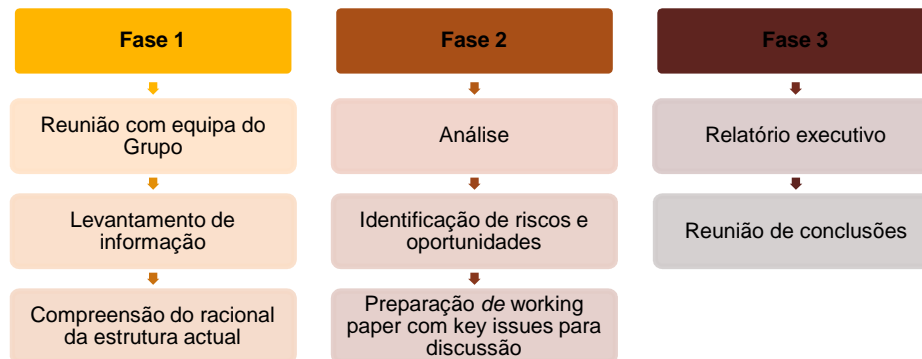 Fase 1
Reunião com equipa do
Grupo
Levantamento de
informação
Compreensão do racional
da estrutura actual
Fase 2
Análise
Identificação de riscos e
oportunidades
Preparação de working
paper com key issues para
discussão
Fase 3
Relatório executivo
Reunião de conclusões